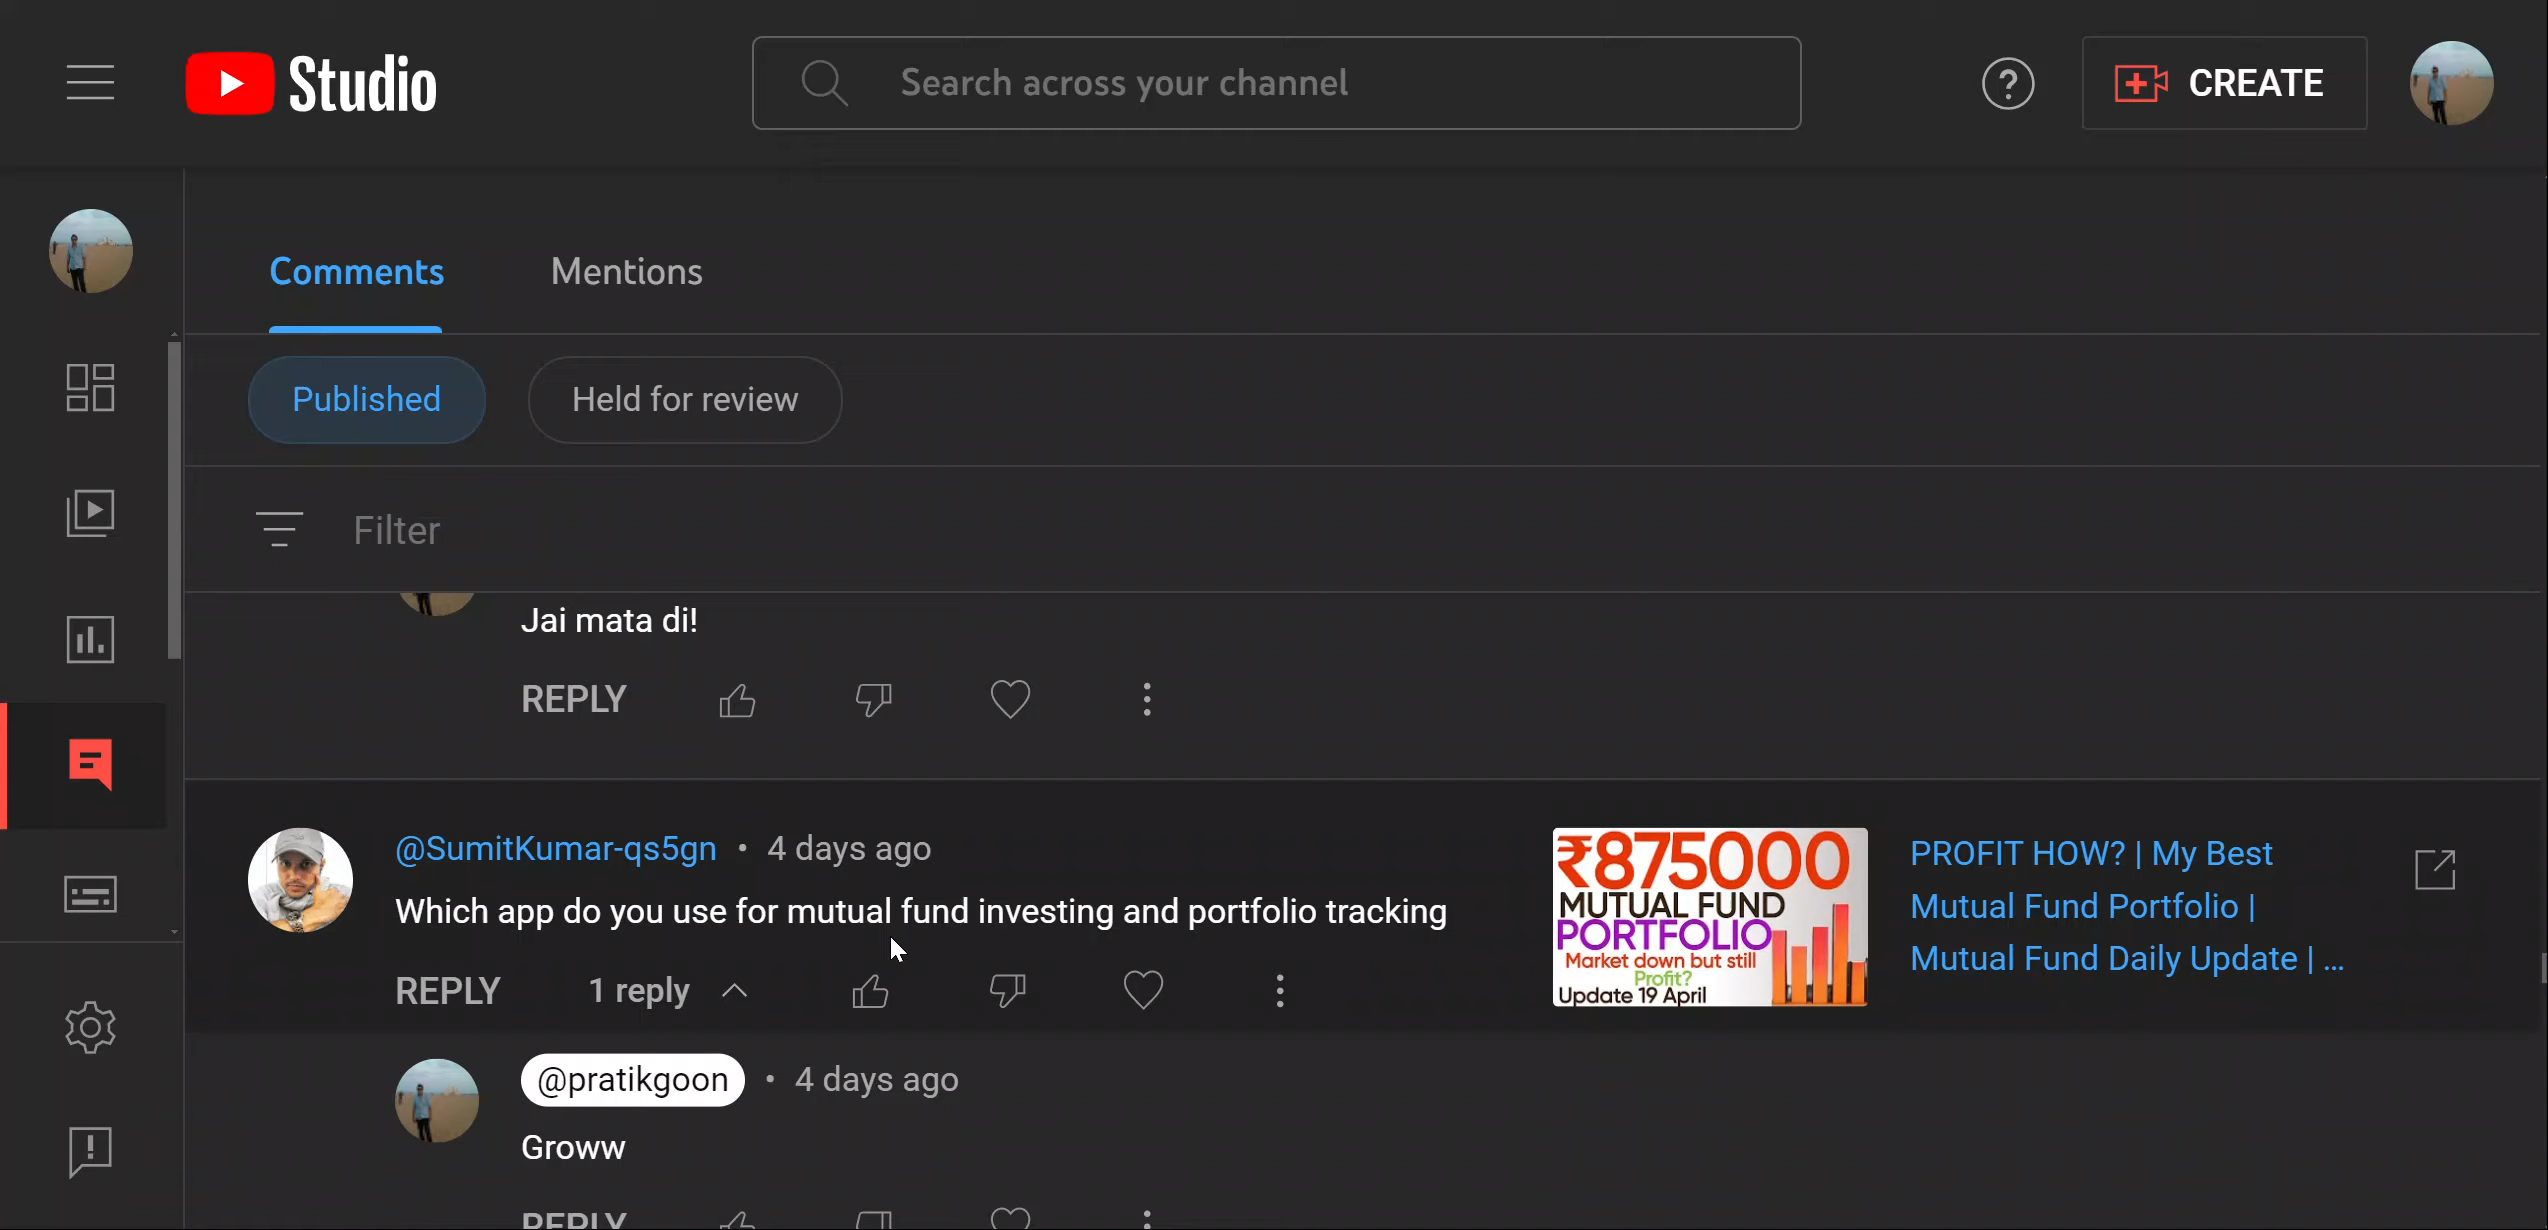 Studio
Search across your channel
CREATE
Comments
Mentions
Published
Held for review
Filter
Jai mata di!
REPLY
@SumitKumar-qs5gn • 4 days ago
Which app do you use for mutual fund investing and portfolio tracking
REPLY
1 reply
₹875000
MUTUAL FUND
PORTFOLIO
Market down but still
Profit?
Update 19 April
PROFIT HOW? | My Best
Mutual Fund Portfolio |
Mutual Fund Daily Update | ...
@pratikgoon • 4 days ago
Groww
REPLY